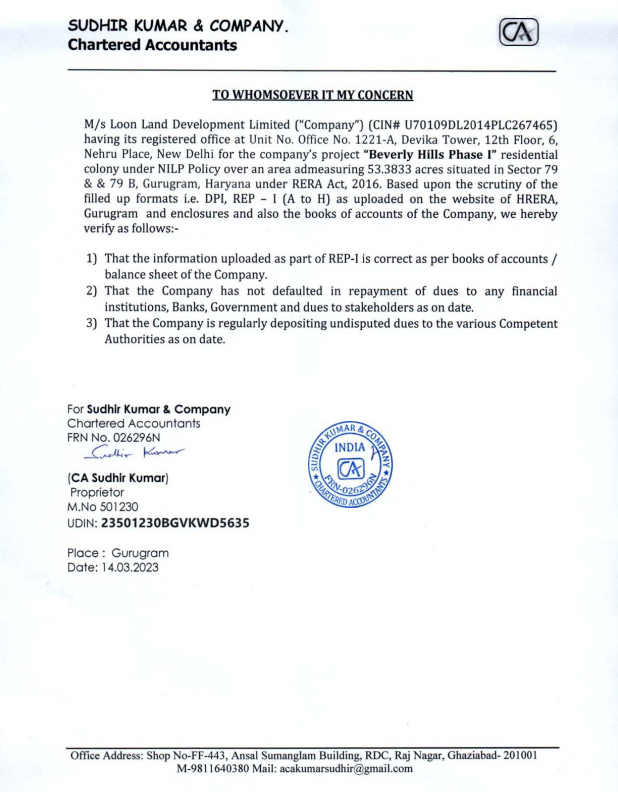 SUDHIR KUMAR & COMPANY.
Chartered Accountants
CA
TO WHOMSOEVER IT MY CONCERN
M/s Loon Land Development Limited ("Company") (CIN# U70109DL2014PLC267465)
having its registered office at Unit No. Office No. 1221-A, Devika Tower, 12th Floor, 6,
Nehru Place, New Delhi for the company's project "Beverly Hills Phase I" residential
colony under NILP Policy over an area admeasuring 53.3833 acres situated in Sector 79
& & 79 B, Gurugram, Haryana under RERA Act, 2016. Based upon the scrutiny of the
filled up formats i.e. DPI, REP – I (A to H) as uploaded on the website of HRERA,
Gurugram and enclosures and also the books of accounts of the Company, we hereby
verify as follows:-
1) That the information uploaded as part of REP-I is correct as per books of accounts /
balance sheet of the Company.
2) That the Company has not defaulted in repayment of dues to any financial
institutions, Banks, Government and dues to stakeholders as on date.
3) That the Company is regularly depositing undisputed dues to the various Competent
Authorities as on date.
For Sudhir Kumar & Company
Chartered Accountants
FRN No. 026296N
Sudhir Kumar
(CA Sudhir Kumar)
Proprietor
M.No 501230
UDIN: 23501230BGVKWD5635
Place : Gurugram
Date: 14.03.2023
SUDHIR KUMAR & COMPANY
INDIA
CA
FRN-026296N
★ CHARTERED ACCOUNTANTS ★
Office Address: Shop No-FF-443, Ansal Sumanglam Building, RDC, Raj Nagar, Ghaziabad- 201001
M-9811640380 Mail: acakumarsudhir@gmail.com